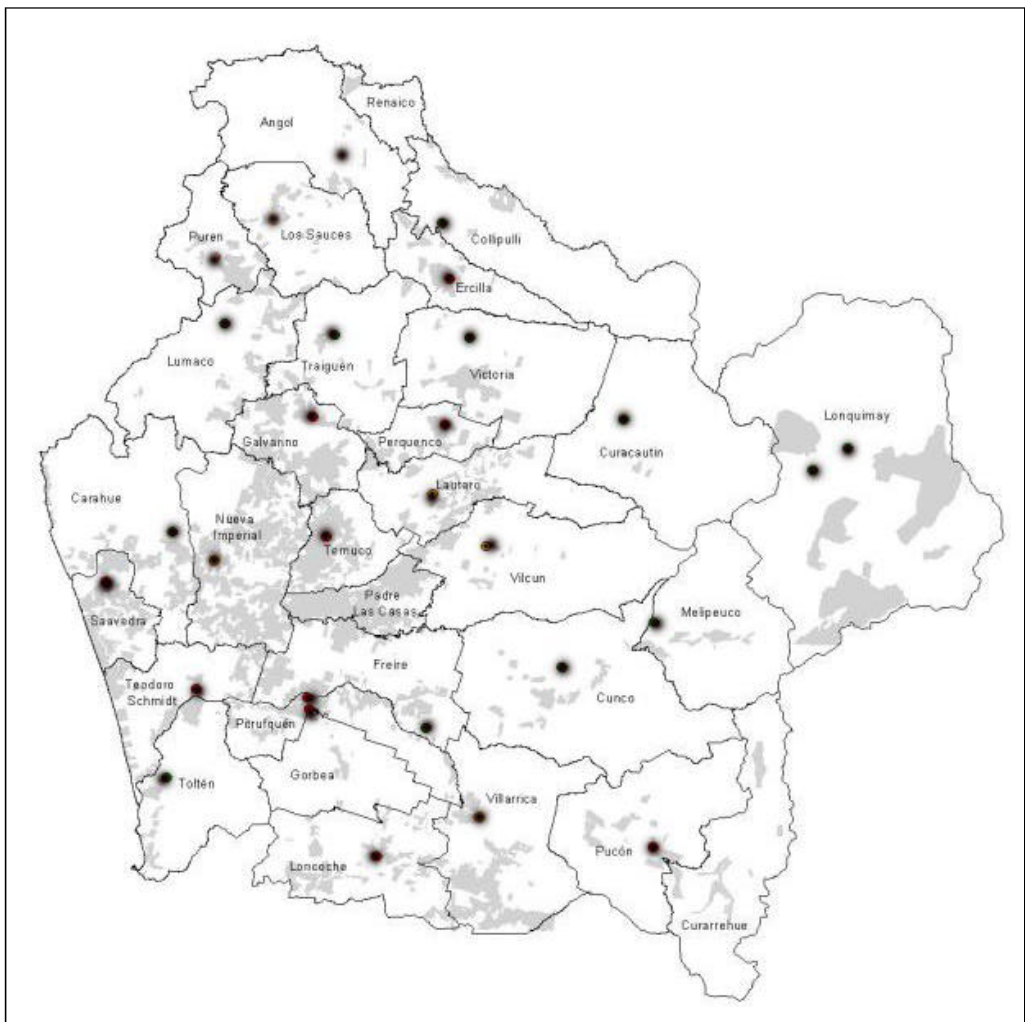 Renaico
Angol
Los Sauces
Puren
Collipulli
Ercilla
Lumaco
Traiguén
Victoria
Lonquimay
Galvanno
Perquenco
Curacautin
Lautaro
Carahue
Nueva
Imperial
Temuco
Vilcun
Padre
Las Casas
Melipeuco
Saavedra
Freire
Teodoro
Schmidt
Cunco
Pitrufquén
Gorbea
Toltén
Villarrica
Pucón
Loncoche
Curarrehue